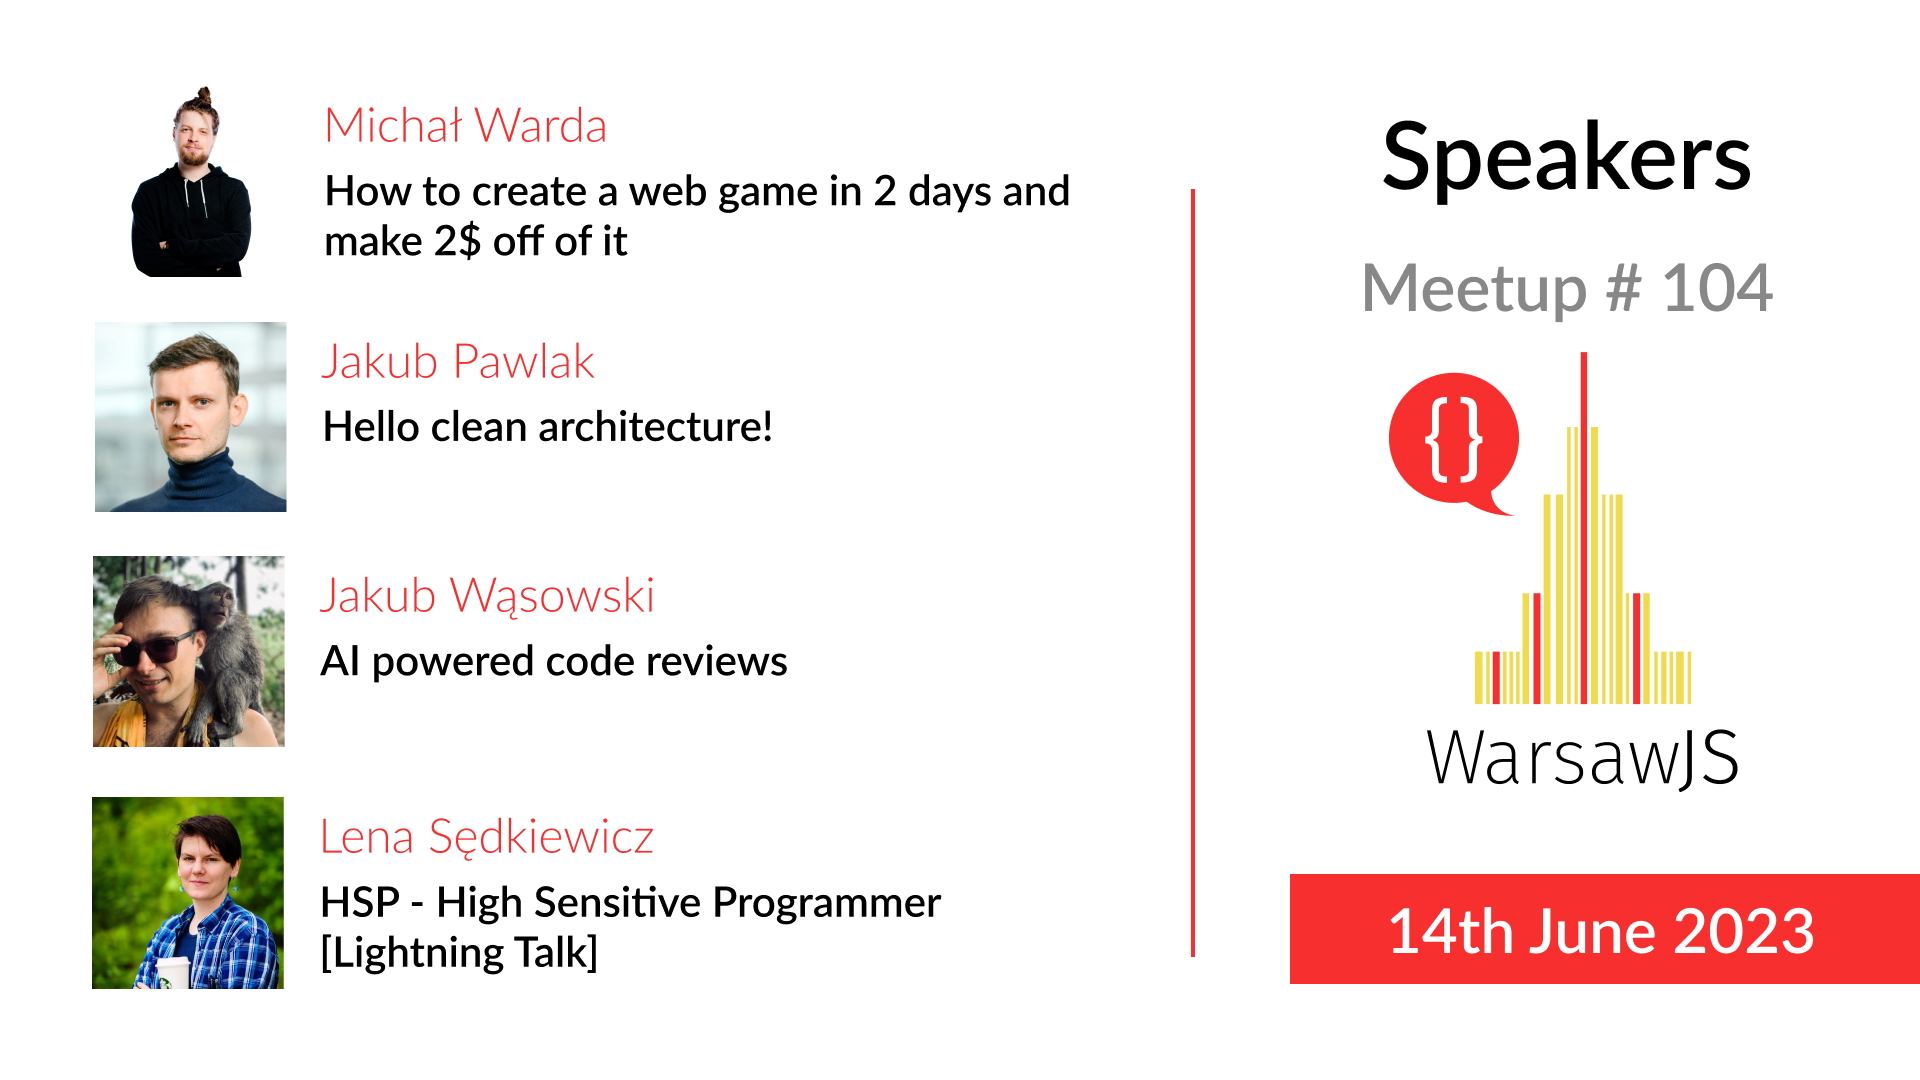 Michał Warda
How to create a web game in 2 days and
make 2$ off of it
Jakub Pawlak
Hello clean architecture!
Jakub Wąsowski
AI powered code reviews
Lena Sędkiewicz
HSP - High Sensitive Programmer
[Lightning Talk]
Speakers
Meetup # 104
{}
WarsawJS
14th June 2023